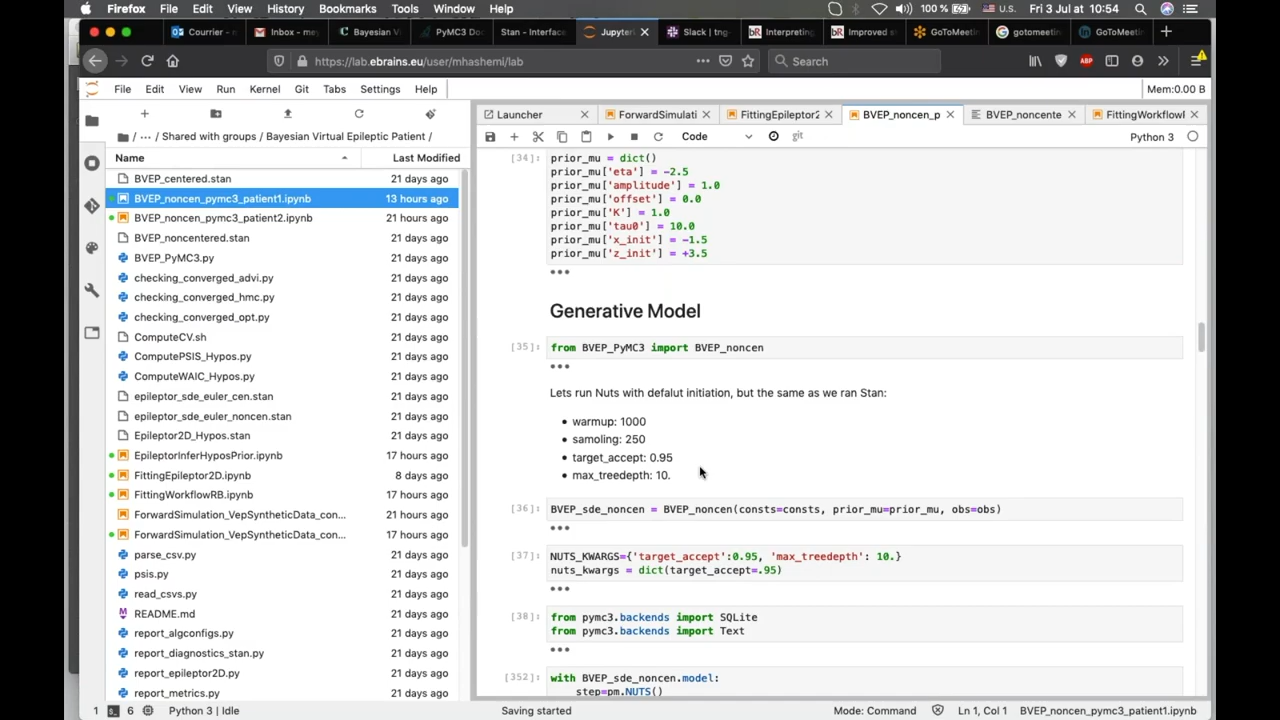 Firefox File Edit View History Bookmarks Tools Window Help 100 % U.S. Fri 3 Jul at 10:54
Courrier - Inbox - me Bayesian Vi PyMC3 Doc Stan - Interface Jupyter Slack | tng- Interpreting Improved s GoToMeeti gotomeetin GoToMeetin
https://lab.ebrains.eu/user/mhashemi/lab Search ABP
File Edit View Run Kernel Git Tabs Settings Help Mem:0.00 B
Launcher ForwardSimulati FittingEpileptor2 BVEP_noncen_p BVEP_noncente FittingWorkflowR
/ ··· / Shared with groups / Bayesian Virtual Epileptic Patient /
Code git Python 3
Name Last Modified
BVEP_centered.stan 21 days ago
BVEP_noncen_pymc3_patient1.ipynb 13 hours ago
BVEP_noncen_pymc3_patient2.ipynb 21 hours ago
BVEP_noncentered.stan 21 days ago
BVEP_PyMC3.py 21 days ago
checking_converged_advi.py 21 days ago
checking_converged_hmc.py 21 days ago
checking_converged_opt.py 21 days ago
ComputeCV.sh 21 days ago
ComputePSIS_Hypos.py 21 days ago
ComputeWAIC_Hypos.py 21 days ago
epileptor_sde_euler_cen.stan 21 days ago
epileptor_sde_euler_noncen.stan 21 days ago
Epileptor2D_Hypos.stan 21 days ago
EpileptorInferHyposPrior.ipynb 17 hours ago
FittingEpileptor2D.ipynb 8 days ago
FittingWorkflowRB.ipynb 17 hours ago
ForwardSimulation_VepSyntheticData_con... 21 hours ago
ForwardSimulation_VepSyntheticData_con... 17 hours ago
parse_csv.py 21 days ago
psis.py 21 days ago
read_csvs.py 21 days ago
README.md 21 days ago
report_algconfigs.py 21 days ago
report_diagnostics_stan.py 21 days ago
report_epileptor2D.py 21 days ago
report_metrics.py 21 days ago
[34]: prior_mu = dict()
prior_mu['eta'] = -2.5
prior_mu['amplitude'] = 1.0
prior_mu['offset'] = 0.0
prior_mu['K'] = 1.0
prior_mu['tau0'] = 10.0
prior_mu['x_init'] = -1.5
prior_mu['z_init'] = +3.5
Generative Model
[35]: from BVEP_PyMC3 import BVEP_noncen
Lets run Nuts with defalut initiation, but the same as we ran Stan:
• warmup: 1000
• samoling: 250
• target_accept: 0.95
• max_treedepth: 10.
[36]: BVEP_sde_noncen = BVEP_noncen(consts=consts, prior_mu=prior_mu, obs=obs)
[37]: NUTS_KWARGS={'target_accept':0.95, 'max_treedepth': 10.}
nuts_kwargs = dict(target_accept=.95)
[38]: from pymc3.backends import SQLite
from pymc3.backends import Text
[352]: with BVEP_sde_noncen.model:
step=pm.NUTS()
1 6 Python 3 | Idle Saving started Mode: Command Ln 1, Col 1 BVEP_noncen_pymc3_patient1.ipynb